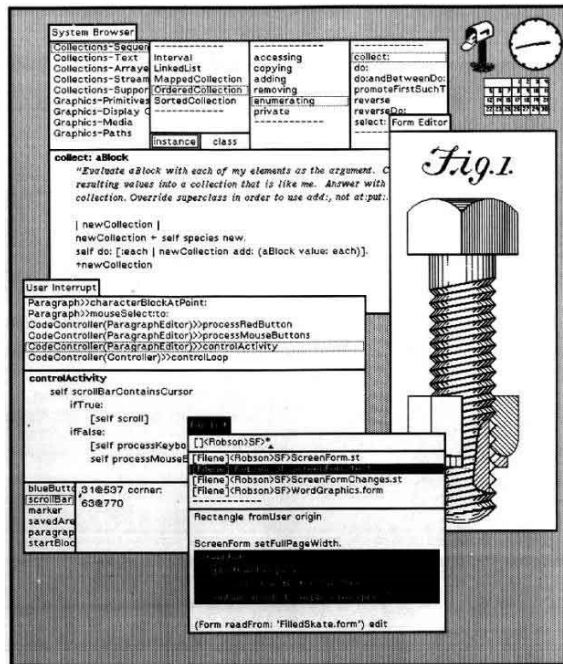 System Browser
Collections-Sequen
Collections-Text
Collections-Arraye
Collections-Stream
Collections-Suppor
Graphics-Primitives
Graphics-Display
Graphics-Media
Graphics-Paths
Interval
LinkedList
MappedCollection
OrderedCollection
SortedCollection
instance class
accessing
copying
adding
removing
enumerating
private
collect:
do:
do:andBetweenDo:
promoteFirstSuchT
reverse
reverseDo:
select:
Form Editor
Fig.1.
collect: aBlock
"Evaluate aBlock with each of my elements as the argument. C
resulting values into a collection that is like me. Answer with
collection. Override superclass in order to use add:, not at:put:.
| newCollection |
newCollection ← self species new.
self do: [:each | newCollection add: (aBlock value: each)].
↑newCollection
User Interrupt
Paragraph>>characterBlockAtPoint:
Paragraph>>mouseSelect:to:
CodeController(ParagraphEditor)>>processRedButton
CodeController(ParagraphEditor)>>processMouseButtons
CodeController(ParagraphEditor)>>controlActivity
CodeController(Controller)>>controlLoop
controlActivity
self scrollBarContainsCursor
ifTrue:
[self scroll]
ifFalse:
[self processKeybo
self processMouseB
blueButt
scrollBar
marker
savedAre
paragrap
startBloc
31@537 corner:
63@770
[]<Robson>SF>*
[Filene]<Robson>SF>ScreenForm.st
[Filene]<Robson>SF>ScreenFormChanges.st
[Filene]<Robson>SF>WordGraphics.form
Rectangle fromUser origin
ScreenForm setFullPageWidth.
(Form readFrom: 'FilledSkate.form') edit